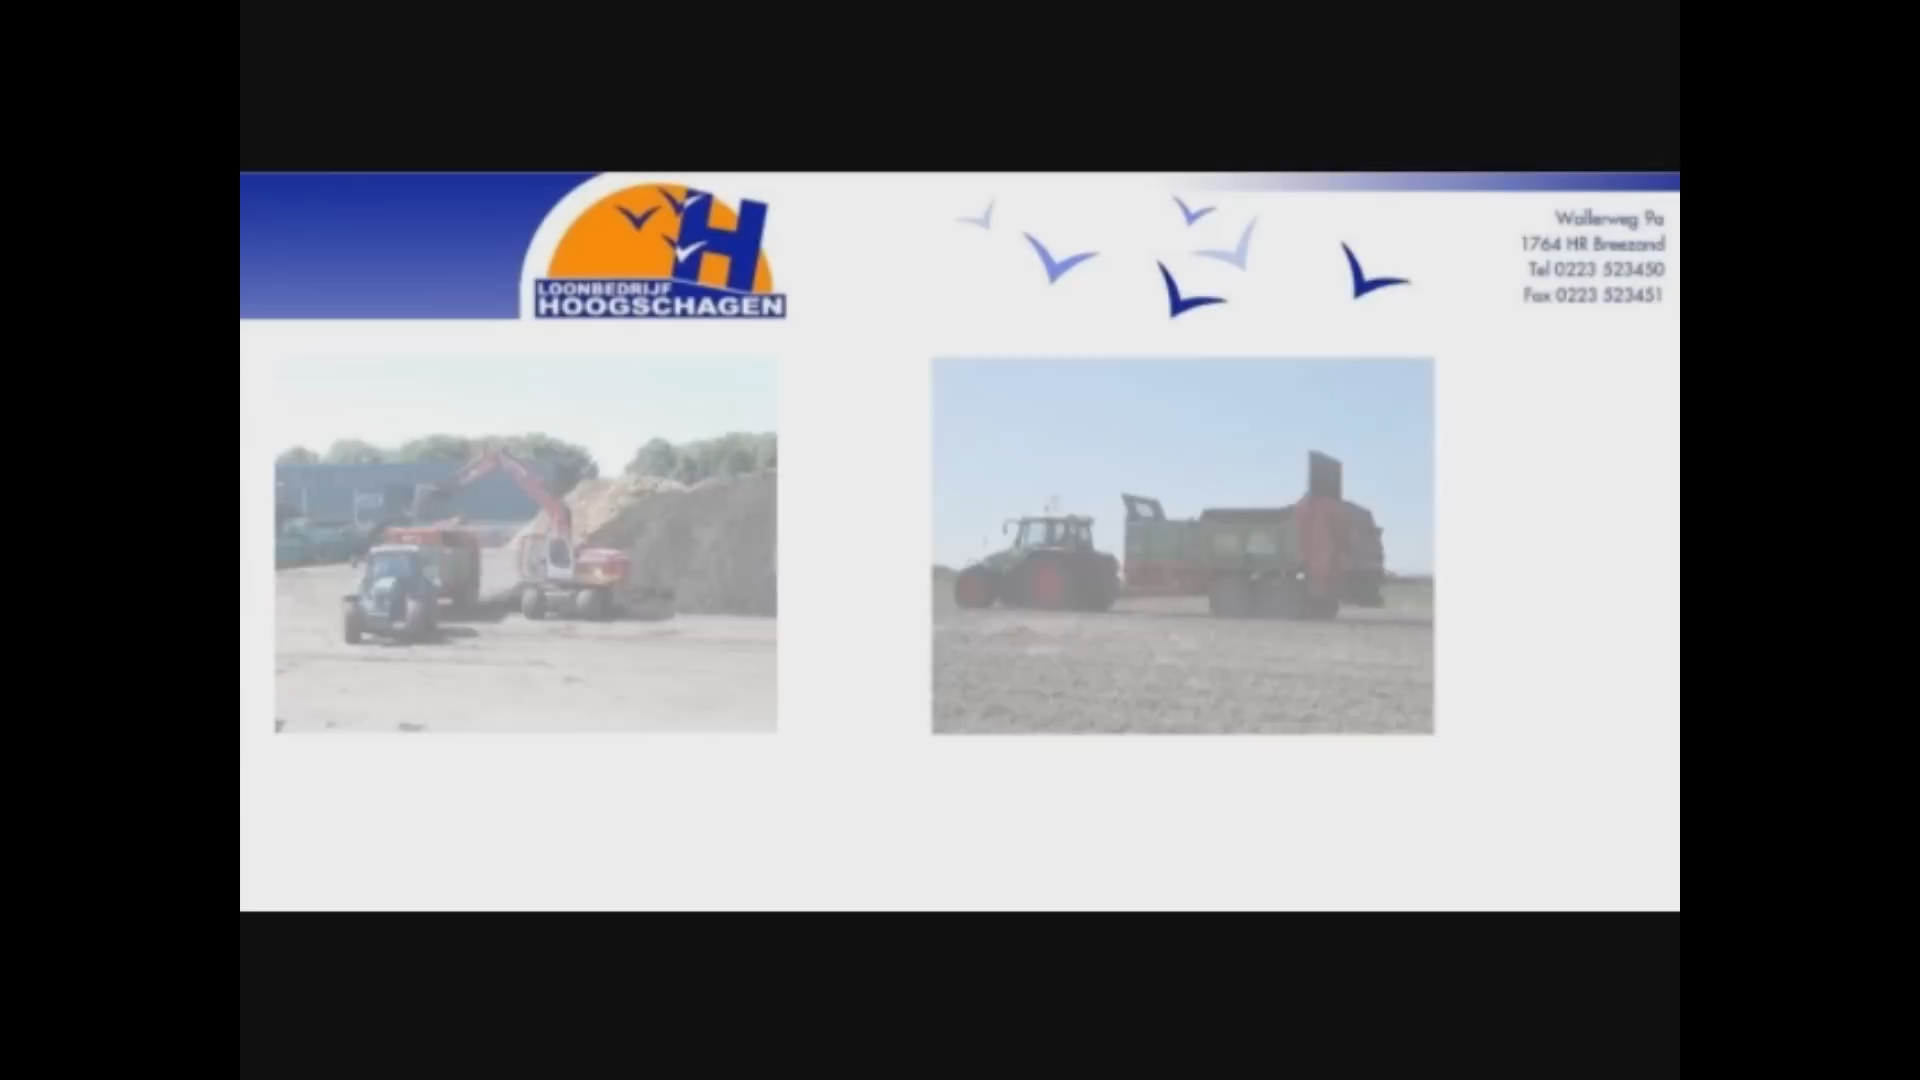 H
LOONBEDRIJF
HOOGSCHAGEN
Wallerweg 9a
1764 HR Breezand
Tel 0223 523450
Fax 0223 523451